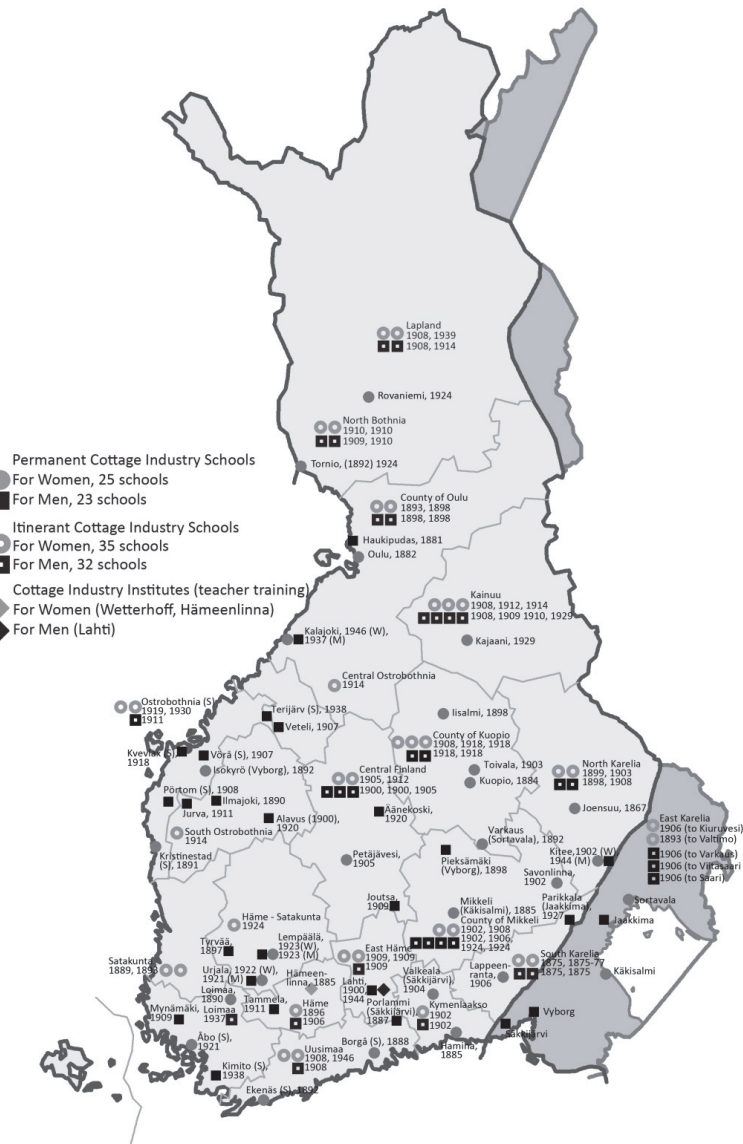 Lapland
1908, 1939
1908, 1914
Rovaniemi, 1924
North Bothnia
1910, 1910
1909, 1910
Tornio, (1892) 1924
Permanent Cottage Industry Schools
For Women, 25 schools
For Men, 23 schools
Itinerant Cottage Industry Schools
For Women, 35 schools
For Men, 32 schools
Cottage Industry Institutes (teacher training)
For Women (Wetterhoff, Hämeenlinna)
For Men (Lahti)
County of Oulu
1893, 1898
1898, 1898
Haukipudas, 1881
Oulu, 1882
Kainuu
1908, 1912, 1914
1908, 1909 1910, 1929
Kajaani, 1929
Kalajoki, 1946 (W),
1937 (M)
Central Ostrobothnia
1914
Ostrobothnia (S)
1919, 1930
1911
Terijärv (S), 1938
Veteli, 1907
Iisalmi, 1898
Kvevlax (S)
1918
Vörå (S), 1907
Isokyrö (Vyborg), 1892
County of Kuopio
1908, 1918, 1918
1918, 1918
Toivala, 1903
Kuopio, 1884
Central Finland
1905, 1912
1900, 1900, 1905
North Karelia
1899, 1903
1898, 1908
Joensuu, 1867
Pörtom (S), 1908
Ilmajoki, 1890
Jurva, 1911
Alavus (1900),
1920
Äänekoski,
1920
South Ostrobothnia
1914
Kristinestad
(S), 1891
Petäjävesi,
1905
Varkaus
(Sortavala), 1892
Pieksämäki
(Vyborg), 1898
Kitee,1902 (W)
1944 (M)
Savonlinna,
1902
East Karelia
1906 (to Kiuruvesi)
1893 (to Valtimo)
1906 (to Varkaus)
1906 (to Viitasaari
1906 (to Saari)
Joutsa,
1909
Mikkeli
(Käkisalmi), 1885
County of Mikkeli
1902, 1908
1902, 1906,
1924, 1924
Parikkala
(Jaakkima),
1927
Sortavala
Jaakkima
Häme - Satakunta
1924
Tyrvää,
1897
Lempäälä,
1923(W),
1923 (M)
East Häme
1909, 1909
1909
South Karelia
1875, 1875-77
1875, 1875
Satakunta
1889, 1893
Urjala, 1922 (W),
1921 (M)
Hämeen-
linna, 1885
Lahti,
1900,
1944
Valkeala
(Säkkijärvi),
1904
Lappeen-
ranta,
1906
Käkisalmi
Loimaa,
1890
Loimaa
1937
Tammela,
1911
Häme
1896
1906
Porlammi
(Säkkijärvi),
1887
Kymenlaakso
1902
1902
Vyborg
Säkkijärvi
Mynämäki,
1909
Åbo (S),
1921
Uusimaa
1908, 1946
1908
Borgå (S), 1888
Hamina,
1885
Kimito (S),
1938
Ekenäs (S), 1892